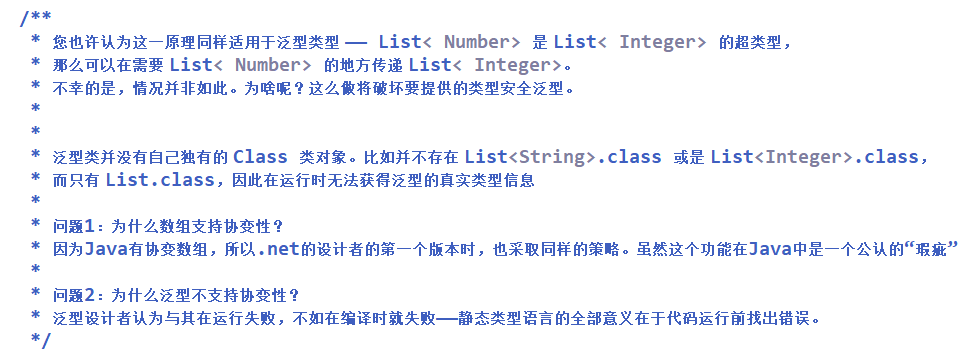 /**
* 您也许认为这一原理同样适用于泛型类型 —— List< Number> 是 List< Integer> 的超类型，
* 那么可以在需要 List< Number> 的地方传递 List< Integer>。
* 不幸的是，情况并非如此。为啥呢？这么做将破坏要提供的类型安全泛型。
*
*
* 泛型类并没有自己独有的 Class 类对象。比如并不存在 List<String>.class 或是 List<Integer>.class，
* 而只有 List.class，因此在运行时无法获得泛型的真实类型信息
*
* 问题1：为什么数组支持协变性？
* 因为Java有协变数组，所以.net的设计者的第一个版本时，也采取同样的策略。虽然这个功能在Java中是一个公认的“瑕疵”
*
* 问题2：为什么泛型不支持协变性？
* 泛型设计者认为与其在运行失败，不如在编译时就失败——静态类型语言的全部意义在于代码运行前找出错误。
*/